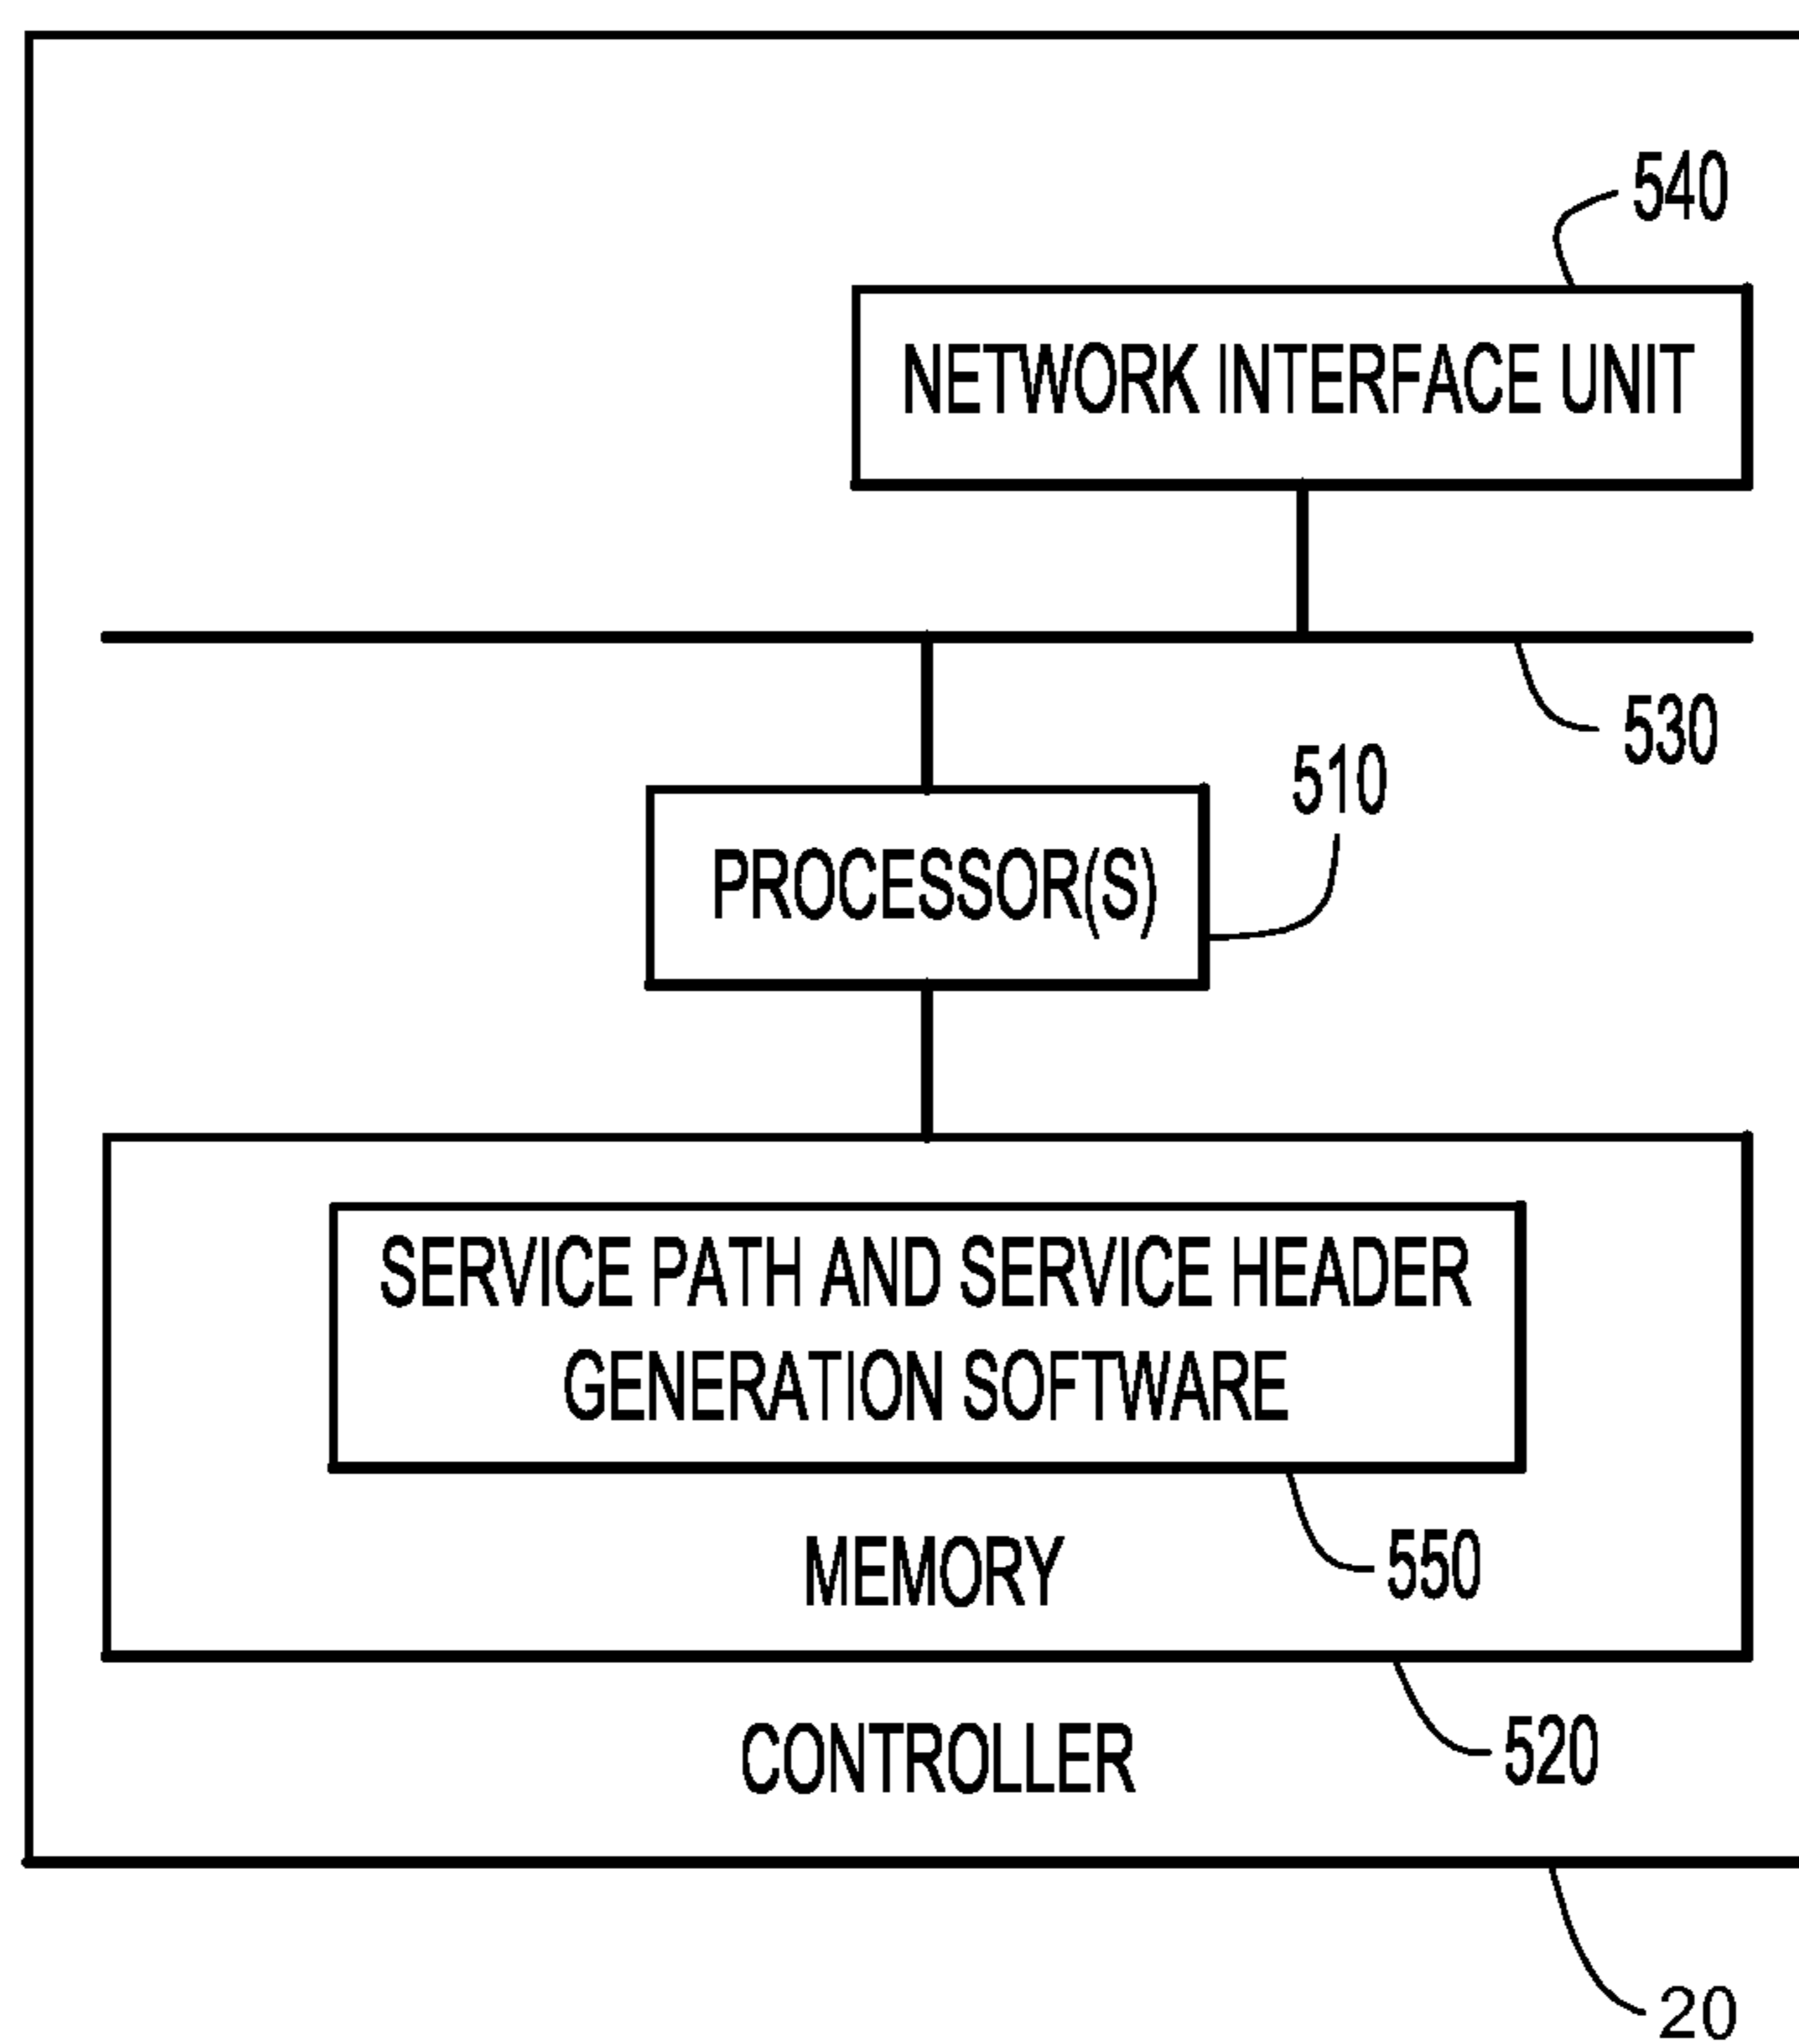 540
NETWORK INTERFACE UNIT
530
510
PROCESSOR(S)
SERVICE PATH AND SERVICE HEADER
GENERATION SOFTWARE
MEMORY
550
CONTROLLER
520
20